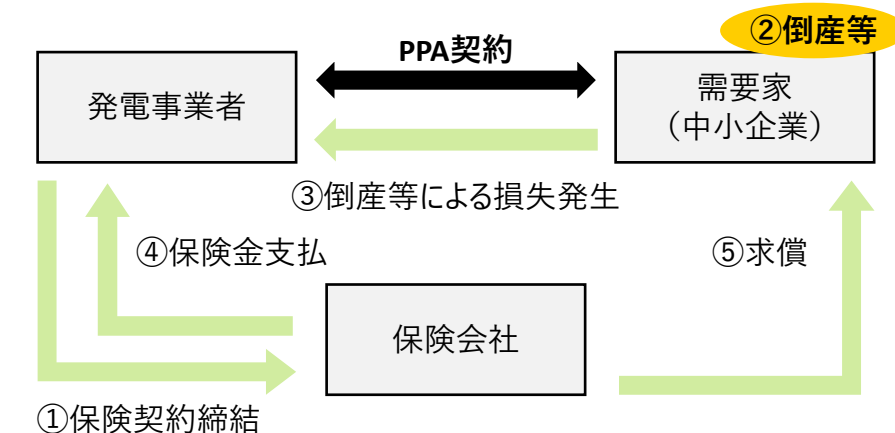 ②倒産等
PPA契約
発電事業者
需要家
（中小企業）
③倒産等による損失発生
④保険金支払
⑤求償
保険会社
①保険契約締結